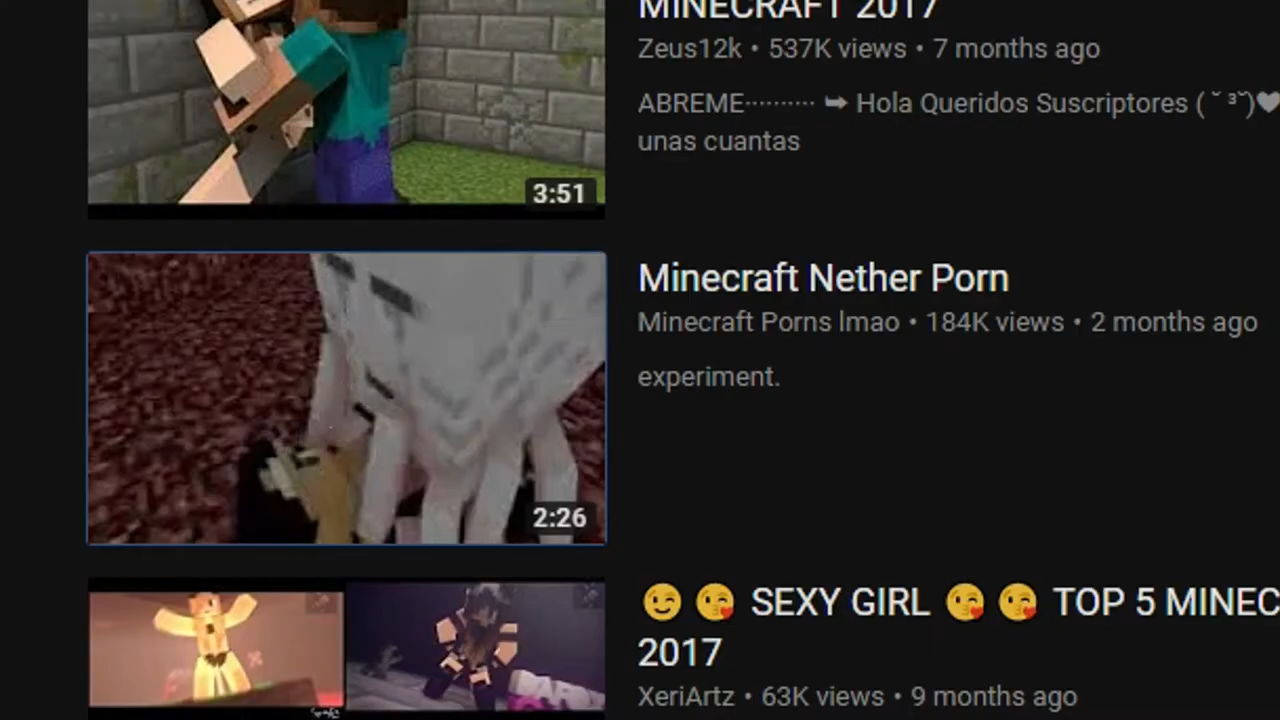 MINECRAFT 2017
Zeus12k • 537K views • 7 months ago
ABREME·········· ➥ Hola Queridos Suscriptores ( ˘ ³˘)♥
unas cuantas
3:51
Minecraft Nether Porn
Minecraft Porns lmao • 184K views • 2 months ago
experiment.
2:26
😉 😘 SEXY GIRL 😘 😘 TOP 5 MINEC
2017
XeriArtz • 63K views • 9 months ago